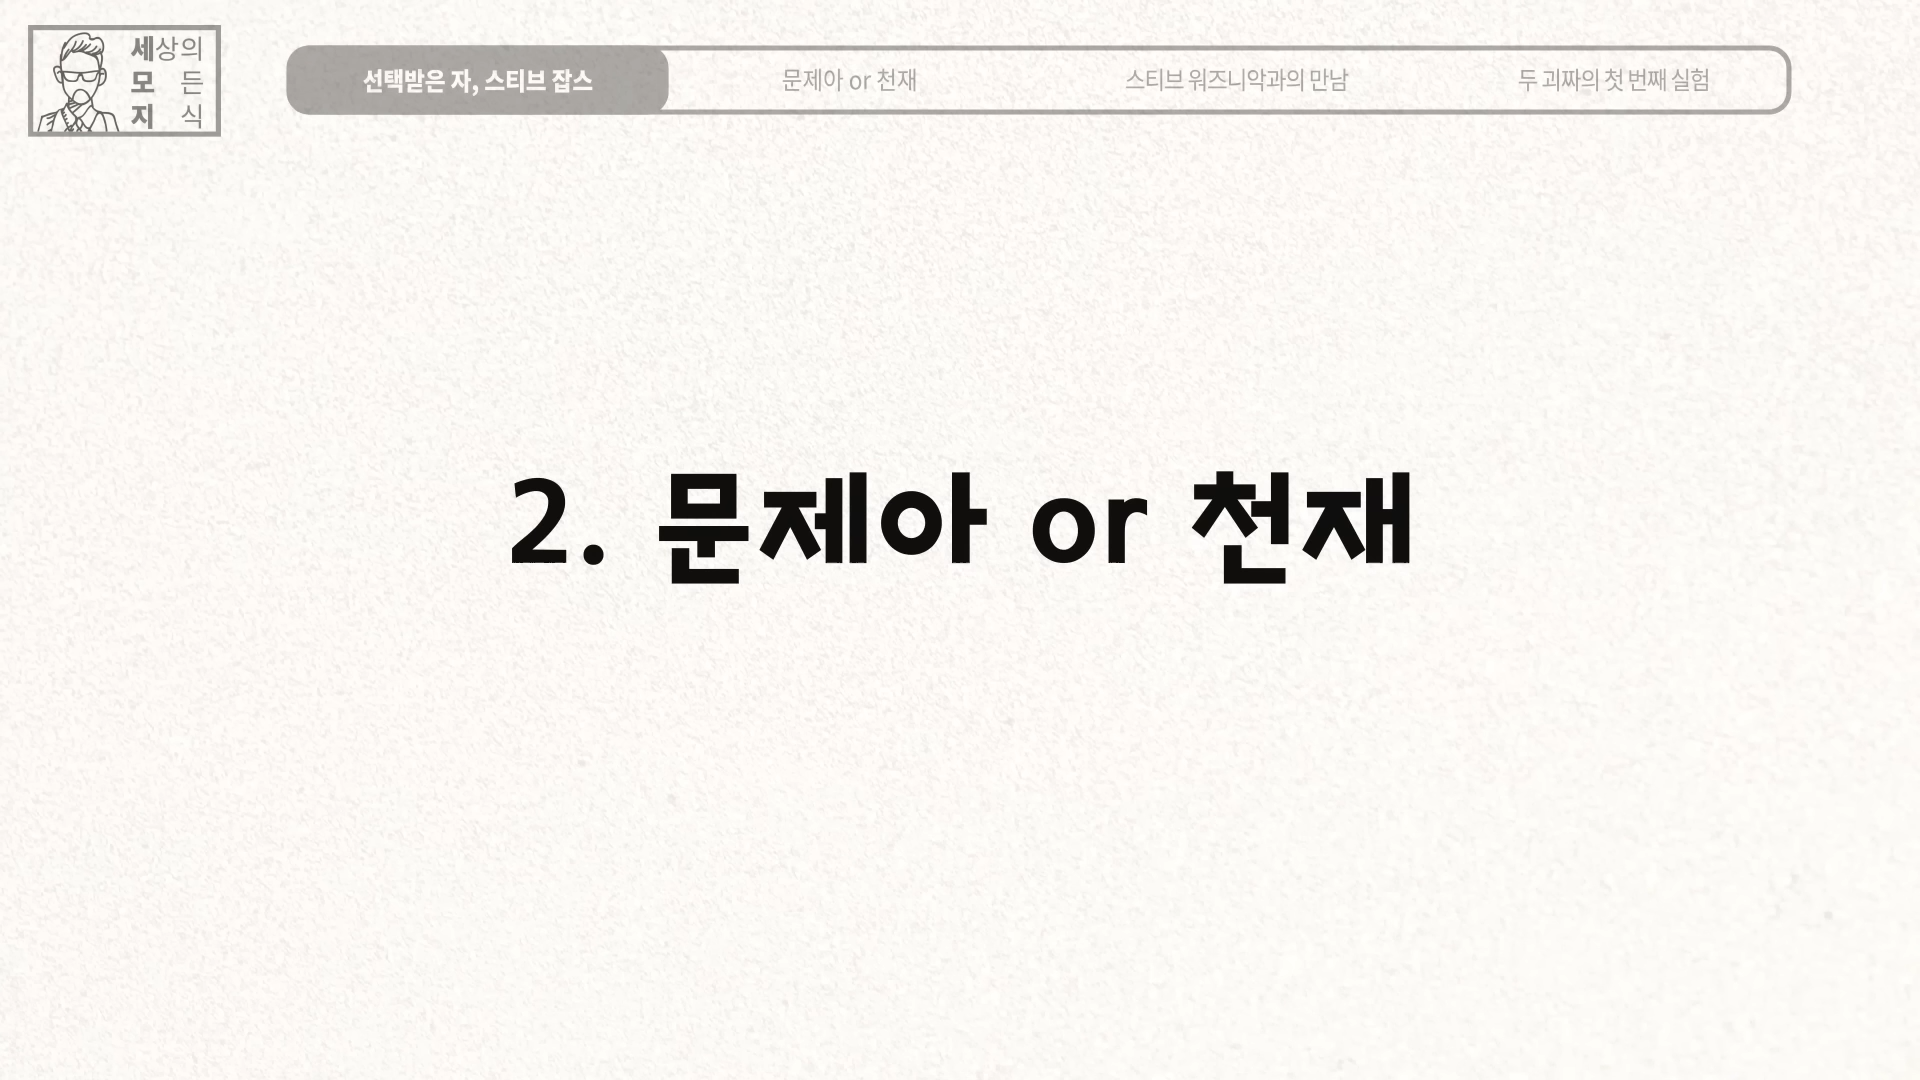 세상의
모든
지식
선택받은 자, 스티브 잡스
문제아 or 천재
스티브 워즈니악과의 만남
두 괴짜의 첫 번째 실험
2. 문제아 or 천재